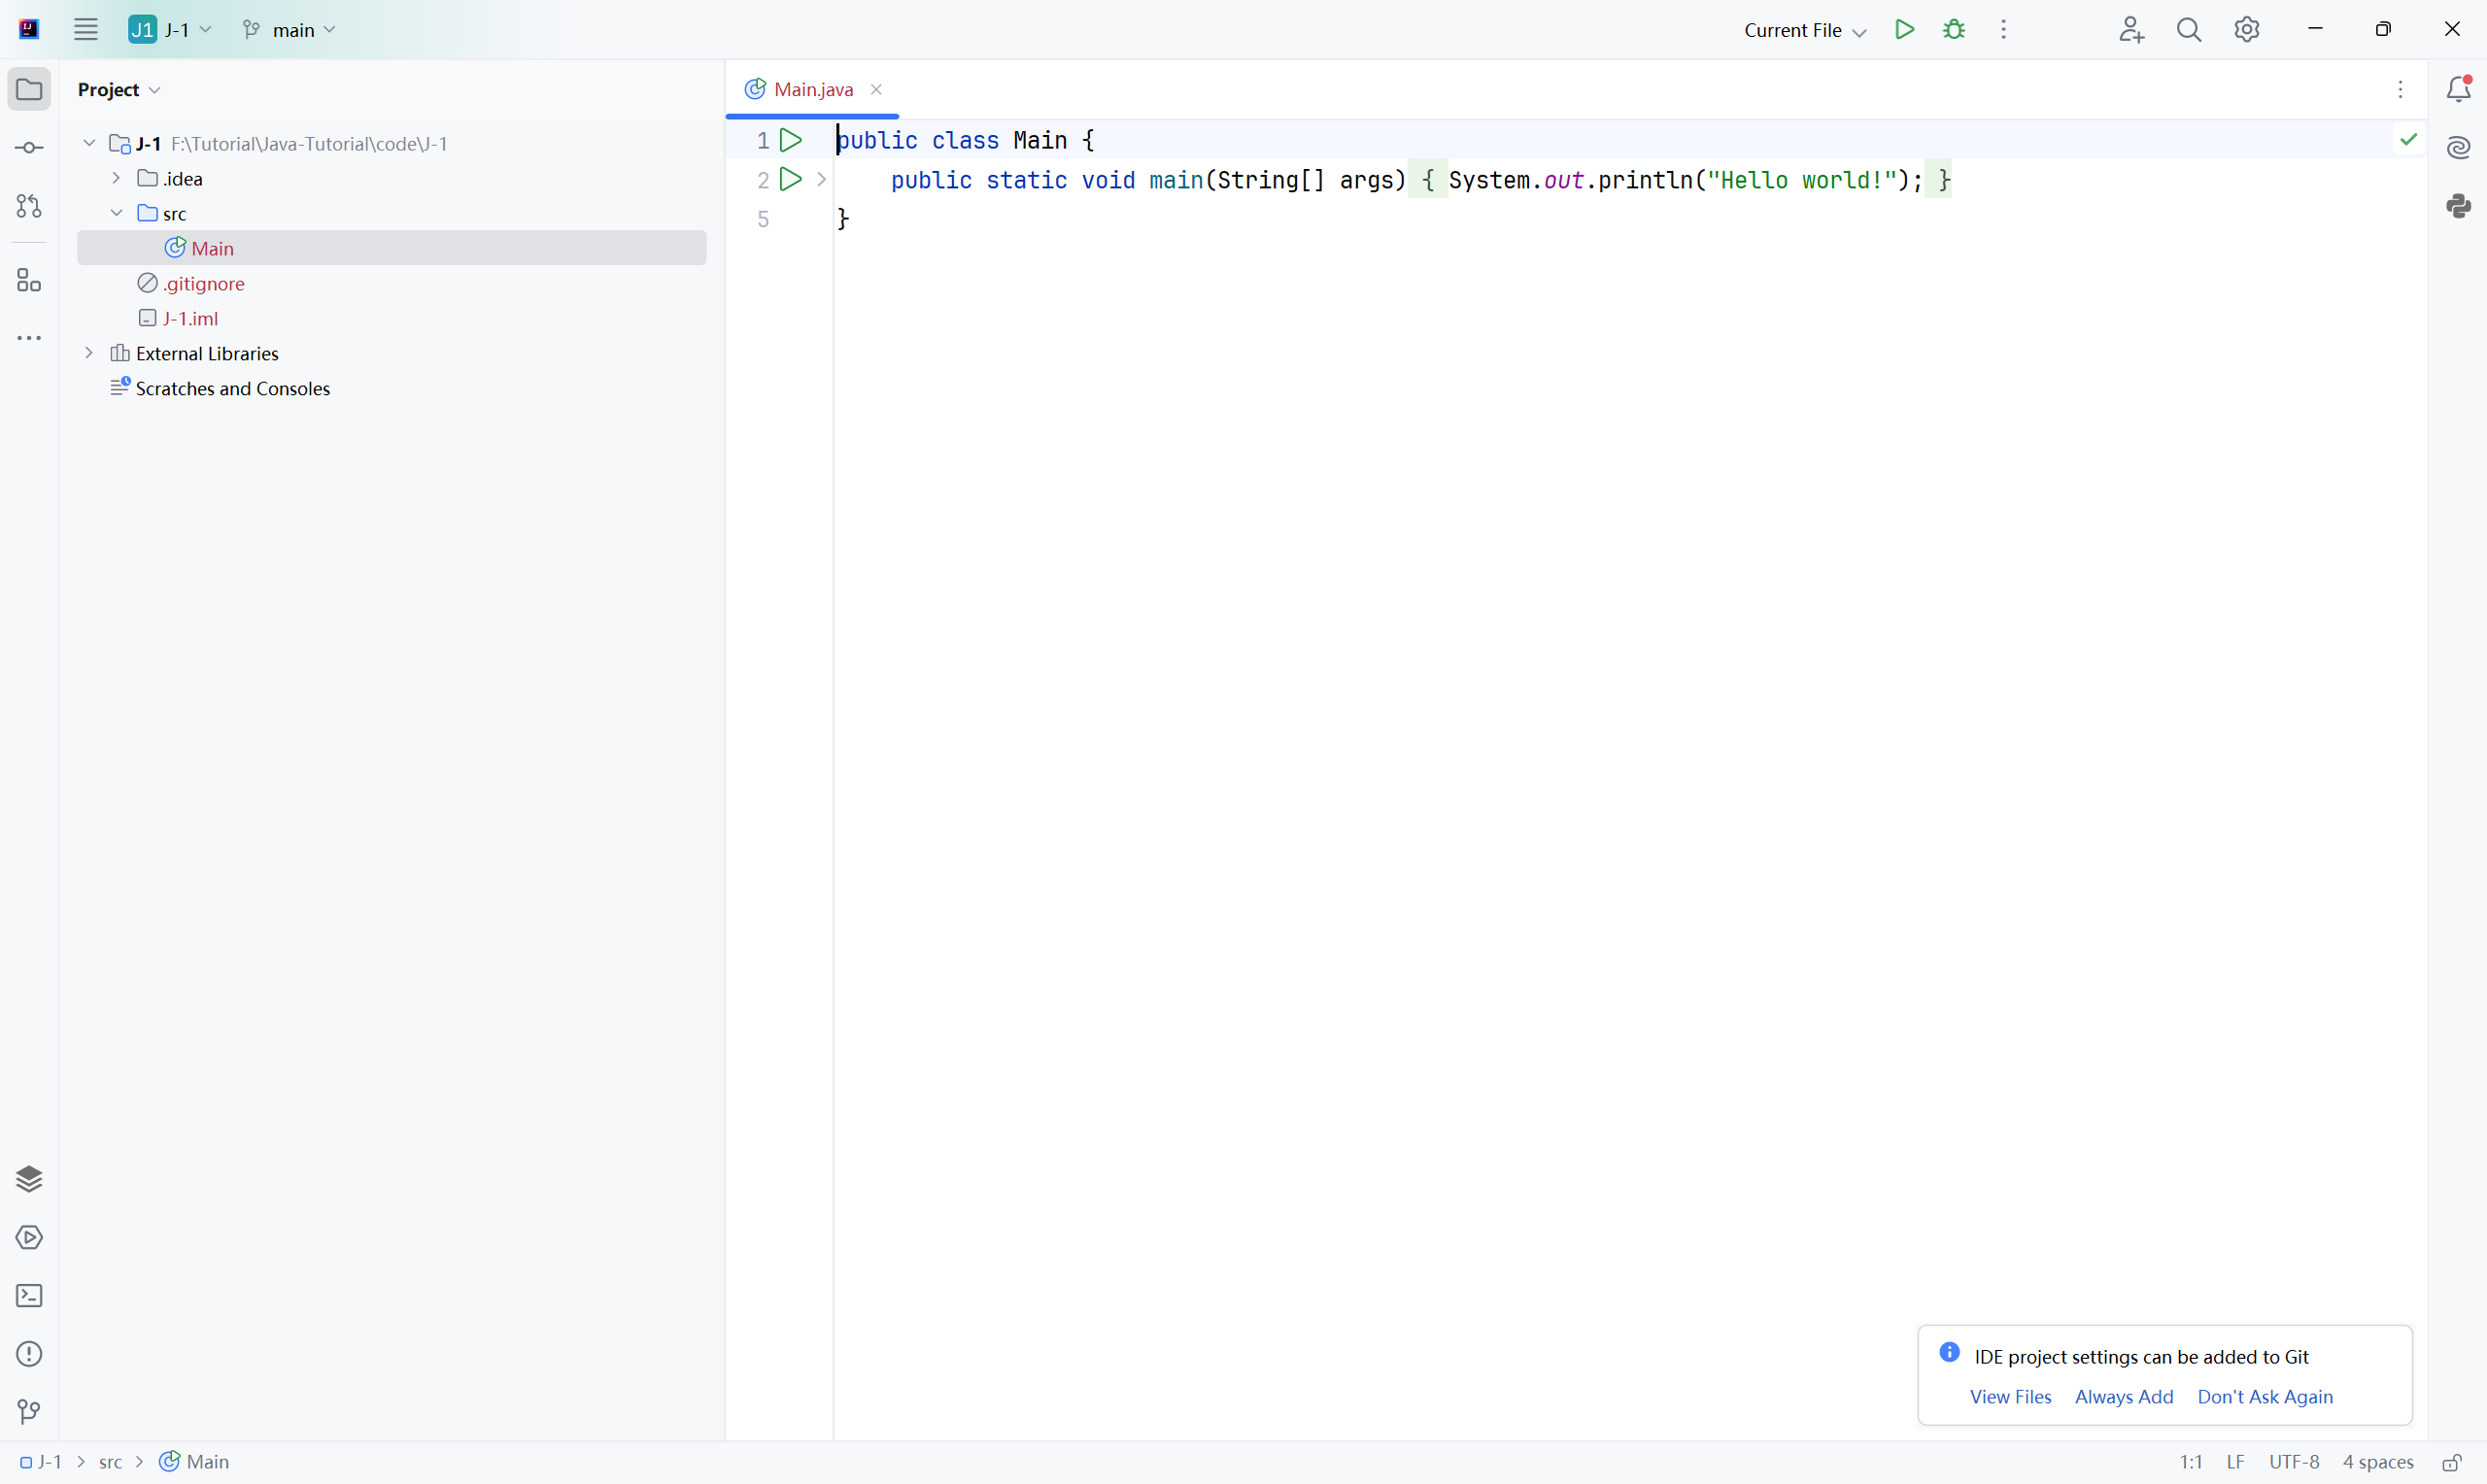 J1 J-1 main Current File
Project
Main.java
J-1 F:\Tutorial\Java-Tutorial\code\J-1
.idea
src
Main
.gitignore
J-1.iml
External Libraries
Scratches and Consoles
1 public class Main {
2 public static void main(String[] args) { System.out.println("Hello world!"); }
5 }
IDE project settings can be added to Git
View Files Always Add Don't Ask Again
J-1 > src > Main 1:1 LF UTF-8 4 spaces